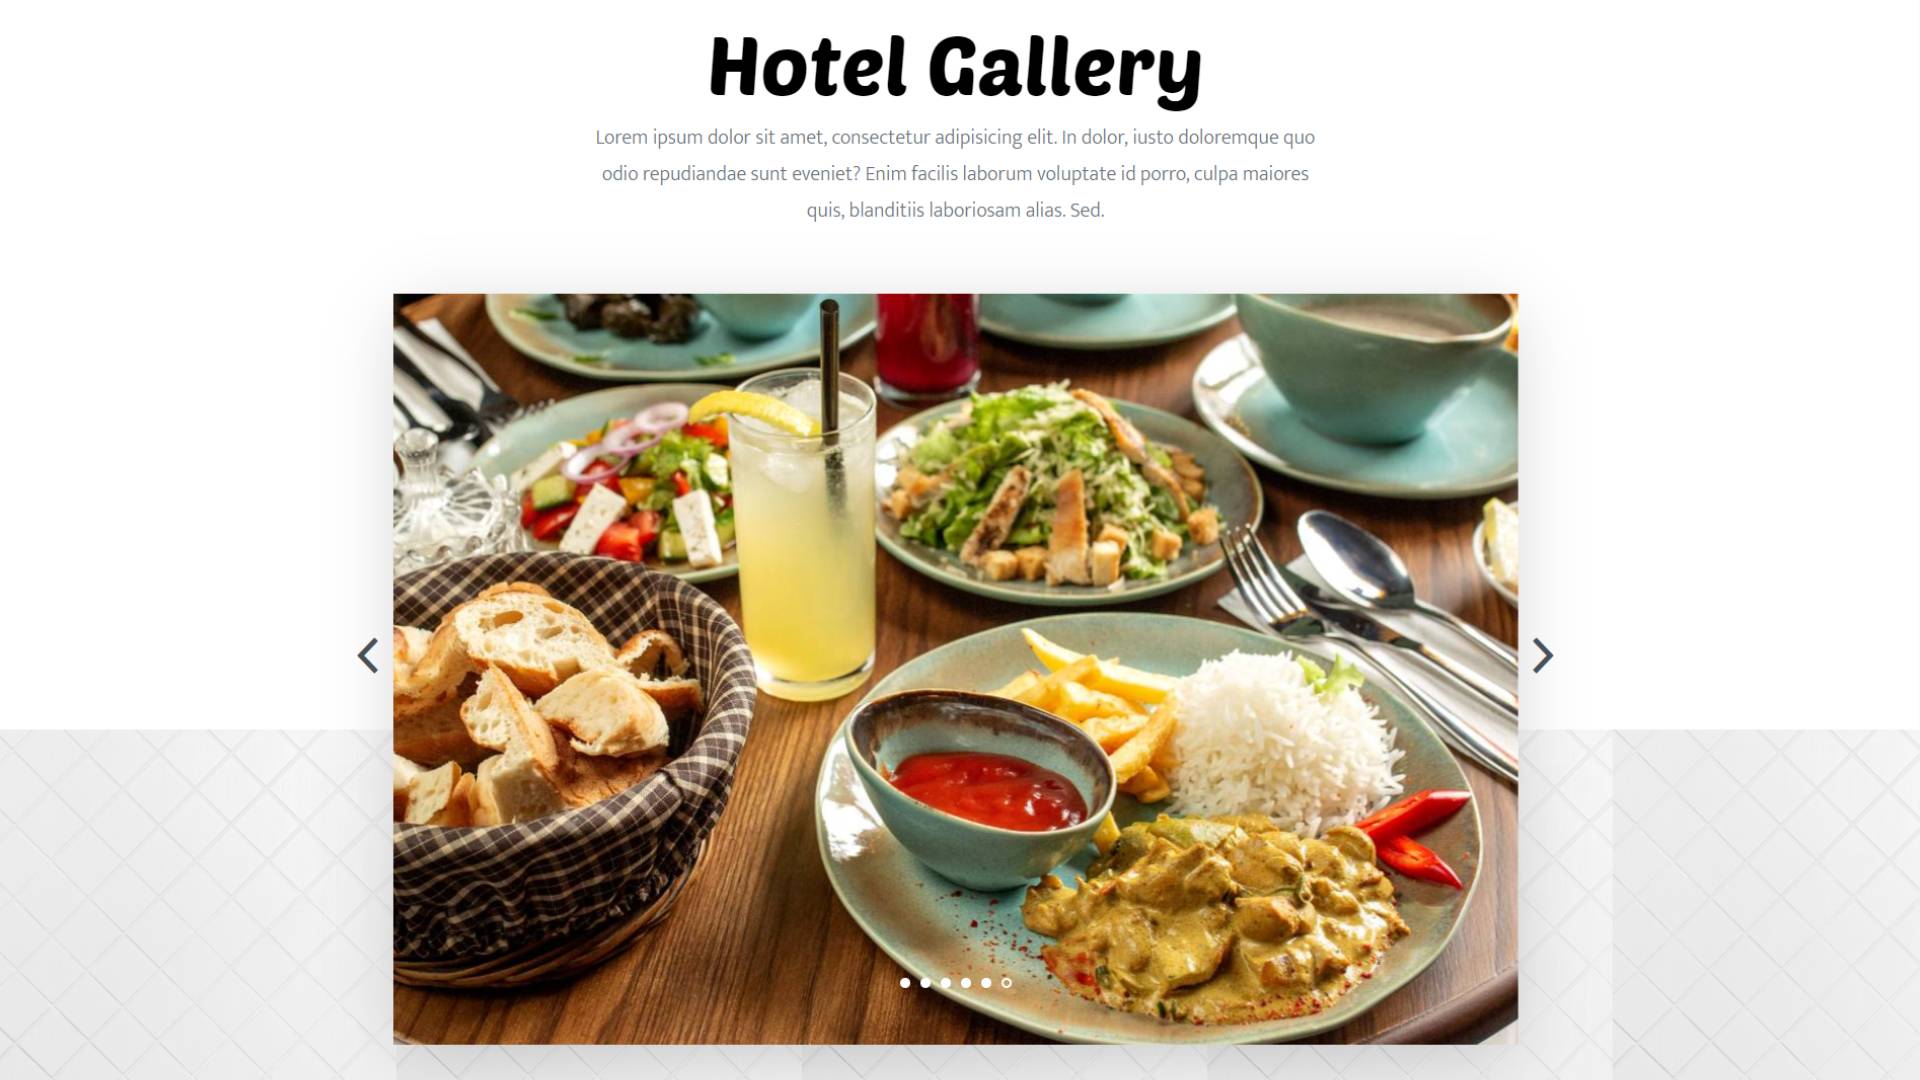 Hotel Gallery
Lorem ipsum dolor sit amet, consectetur adipisicing elit. In dolor, iusto doloremque quo
odio repudiandae sunt eveniet? Enim facilis laborum voluptate id porro, culpa maiores
quis, blanditiis laboriosam alias. Sed.